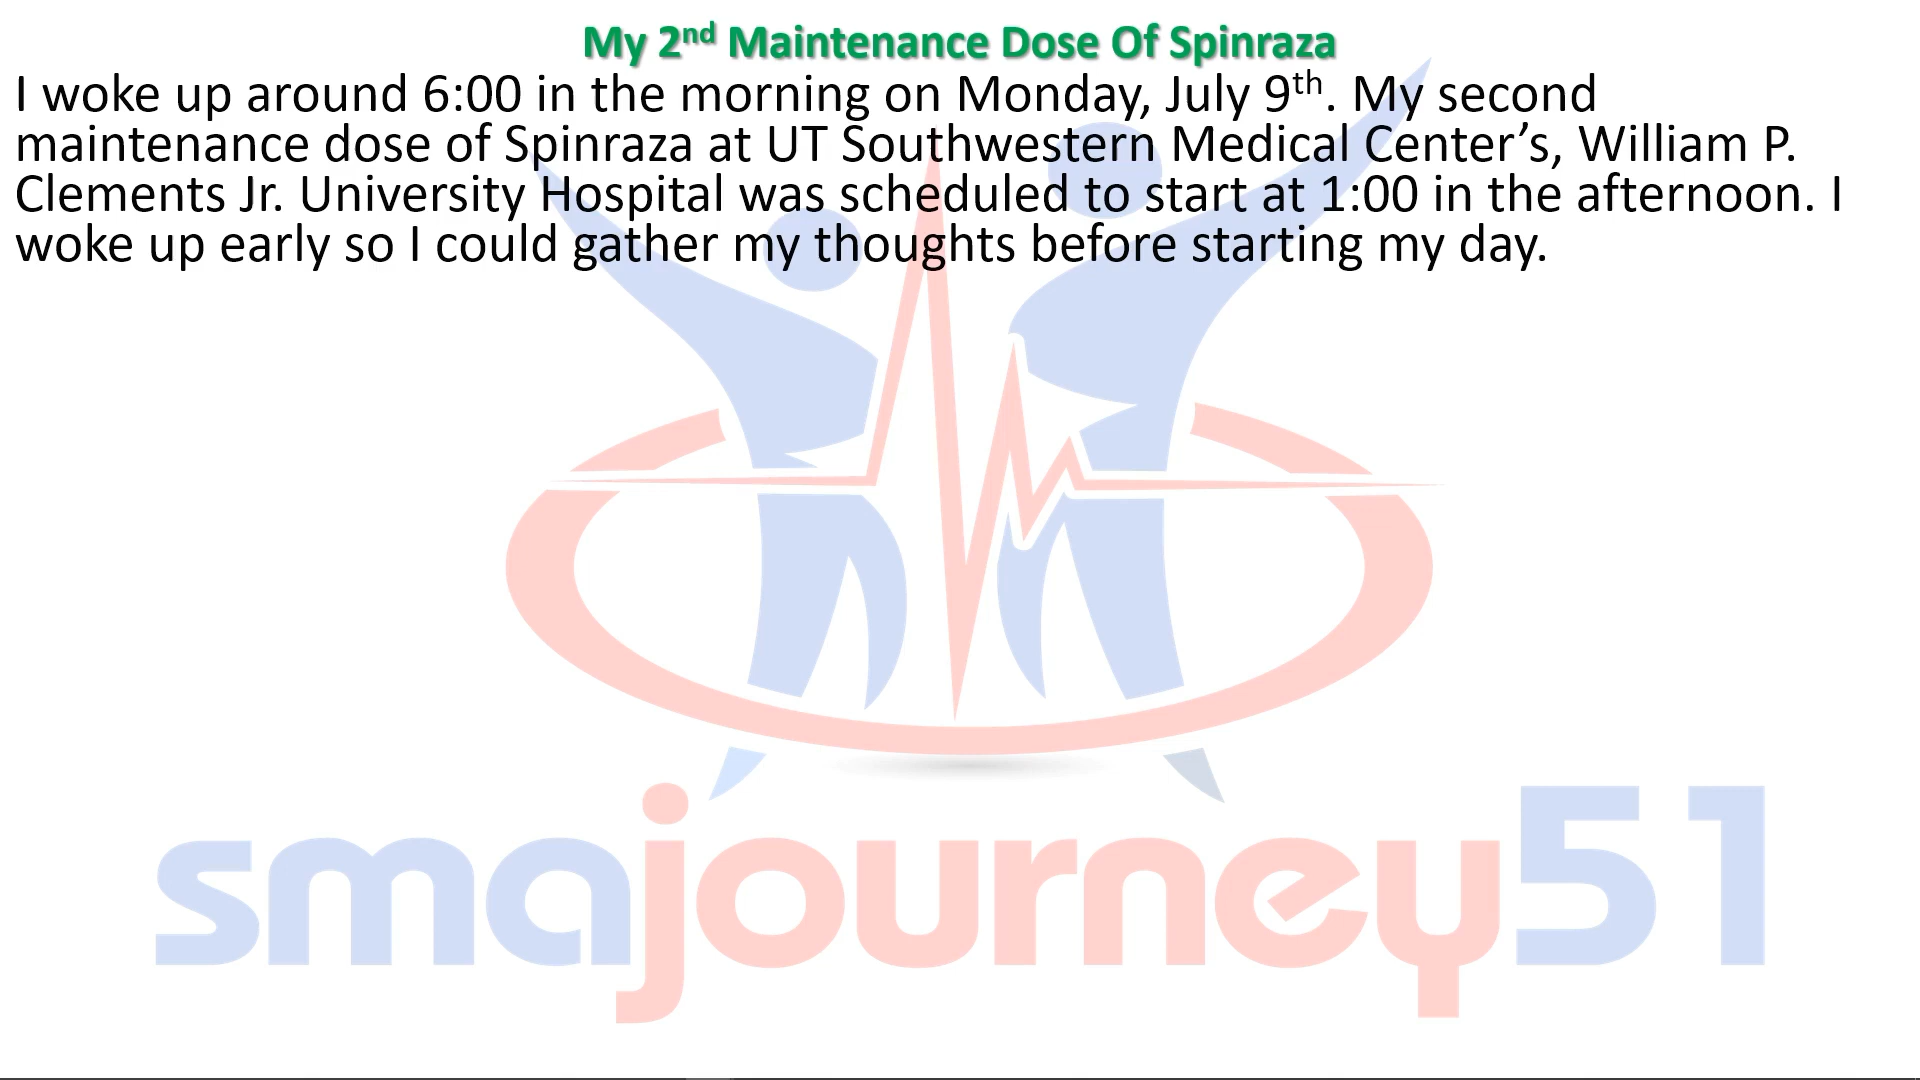 My 2nd Maintenance Dose Of Spinraza
I woke up around 6:00 in the morning on Monday, July 9th. My second
maintenance dose of Spinraza at UT Southwestern Medical Center’s, William P.
Clements Jr. University Hospital was scheduled to start at 1:00 in the afternoon. I
woke up early so I could gather my thoughts before starting my day.
smajourney51